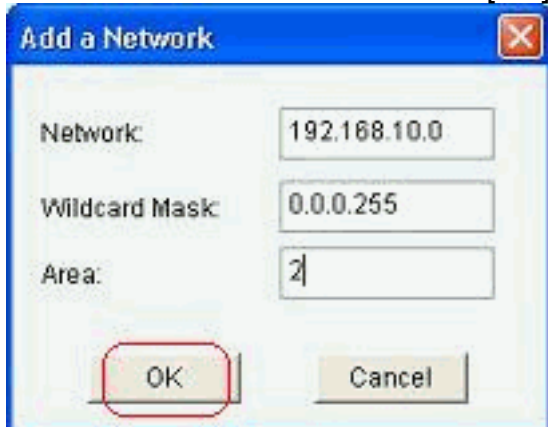 Add a Network
Network: 192.168.10.0
Wildcard Mask: 0.0.0.255
Area: 2
OK Cancel